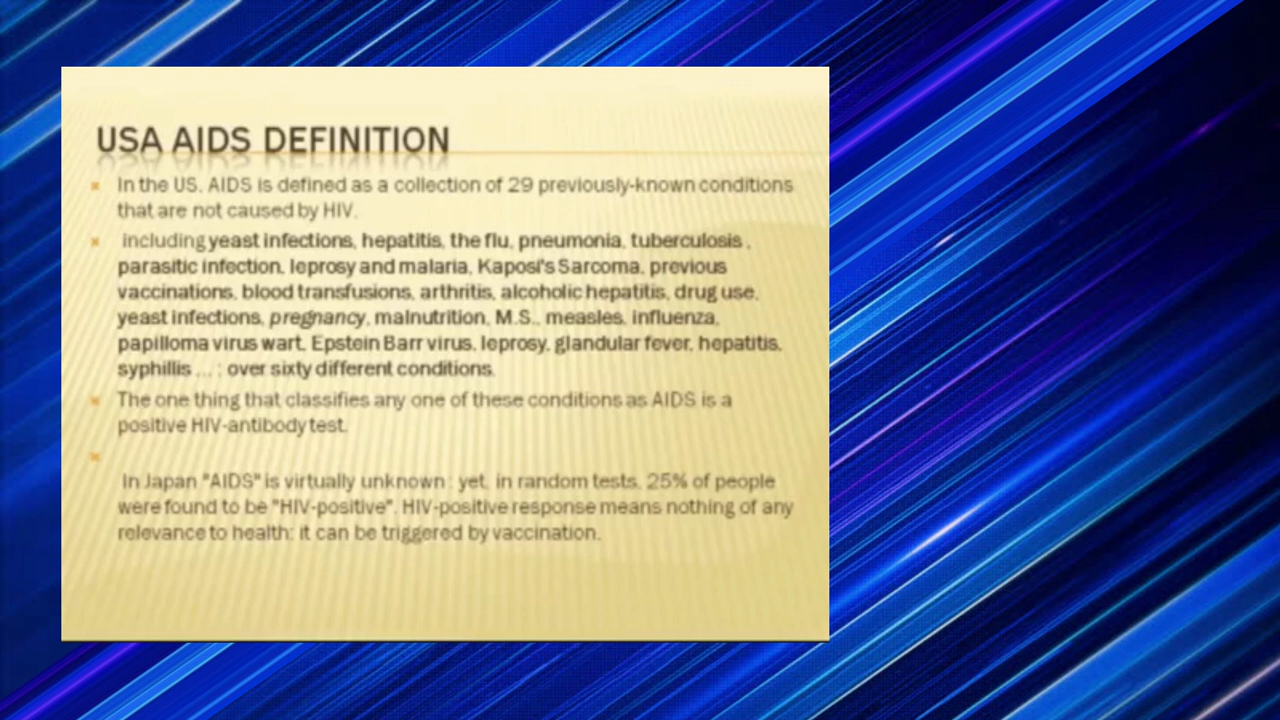 USA AIDS DEFINITION
In the US, AIDS is defined as a collection of 29 previously-known conditions
that are not caused by HIV.
including yeast infections, hepatitis, the flu, pneumonia, tuberculosis ,
parasitic infection, leprosy and malaria, Kaposi's Sarcoma, previous
vaccinations, blood transfusions, arthritis, alcoholic hepatitis, drug use,
yeast infections, pregnancy, malnutrition, M.S., measles, influenza,
papilloma virus wart, Epstein Barr virus, leprosy, glandular fever, hepatitis,
syphillis ... : over sixty different conditions.
The one thing that classifies any one of these conditions as AIDS is a
positive HIV-antibody test.
In Japan "AIDS" is virtually unknown : yet, in random tests, 25% of people
were found to be "HIV-positive". HIV-positive response means nothing of any
relevance to health: it can be triggered by vaccination.